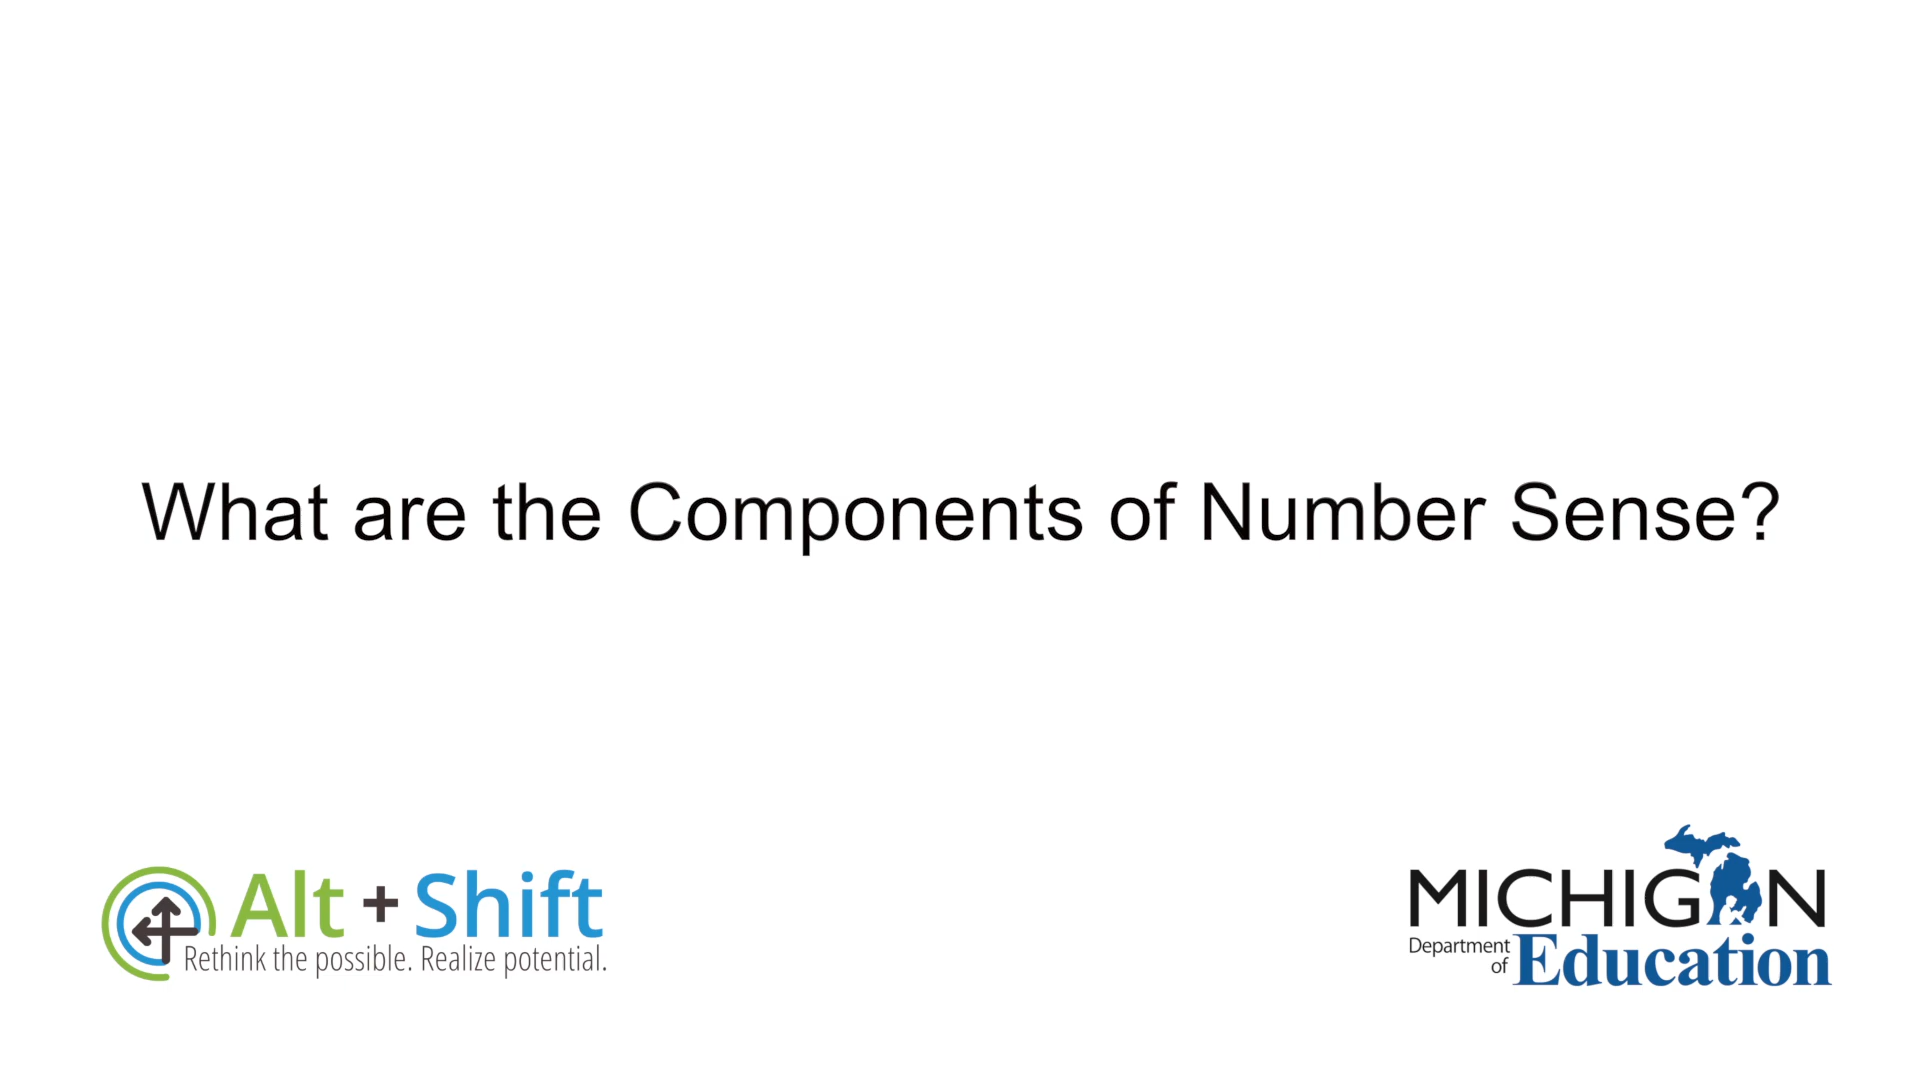 What are the Components of Number Sense?
Alt + Shift
Rethink the possible. Realize potential.
MICHIGAN
Department
of
Education